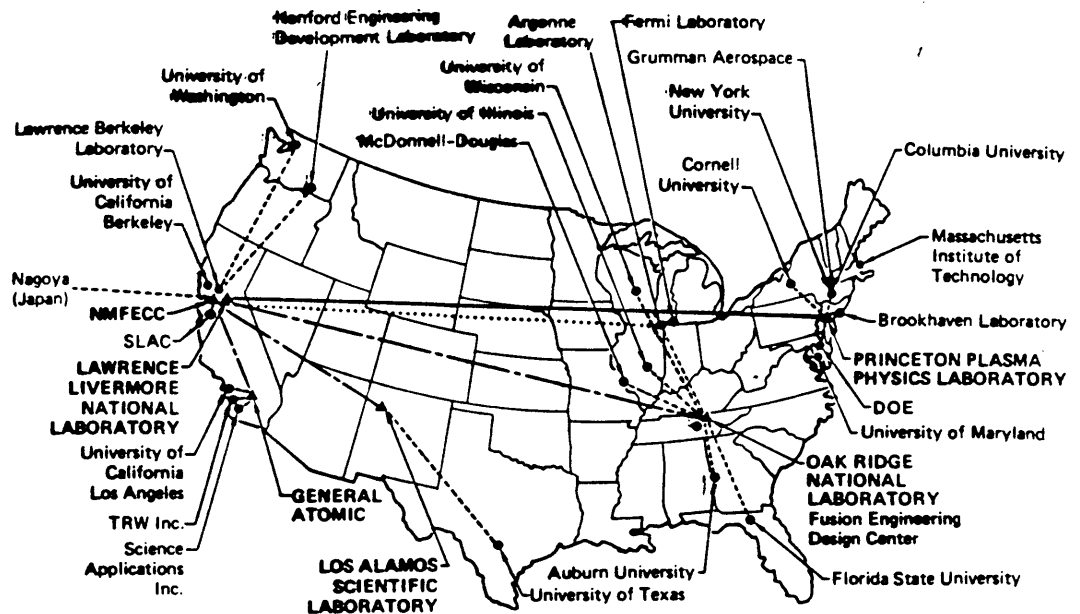 Hanford Engineering
Development Laboratory
Argonne
Laboratory
Fermi Laboratory
Grumman Aerospace
University of
Washington
University of
Wisconsin
New York
University
University of Illinois
McDonnell-Douglas
Lawrence Berkeley
Laboratory
Cornell
University
Columbia University
University of
California
Berkeley
Massachusetts
Institute of
Technology
Nagoya
(Japan)
NMFECC
SLAC
Brookhaven Laboratory
LAWRENCE
LIVERMORE
NATIONAL
LABORATORY
PRINCETON PLASMA
PHYSICS LABORATORY
DOE
University of Maryland
University of
California
Los Angeles
OAK RIDGE
NATIONAL
LABORATORY
Fusion Engineering
Design Center
GENERAL
ATOMIC
TRW Inc.
Science
Applications
Inc.
LOS ALAMOS
SCIENTIFIC
LABORATORY
Auburn University
University of Texas
Florida State University